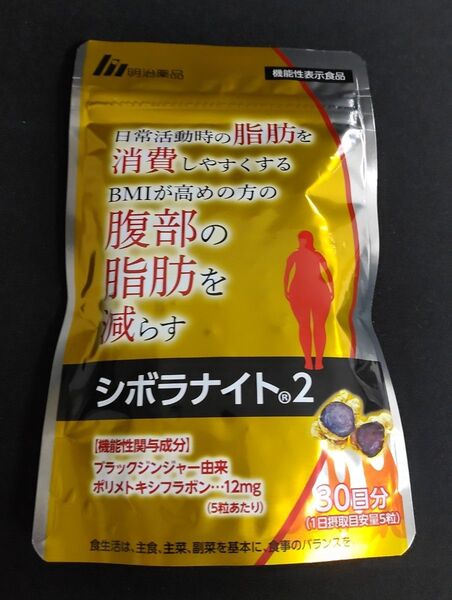 明治薬品
機能性表示食品
日常活動時の脂肪を
消費しやすくする
BMIが高めの方の
腹部の
脂肪を
減らす
シボラナイト®2
【機能性関与成分】
ブラックジンジャー由来
ポリメトキシフラボン…12mg
(5粒あたり)
30日分
(1日摂取目安量5粒)
食生活は、主食、主菜、副菜を基本に、食事のバランスを